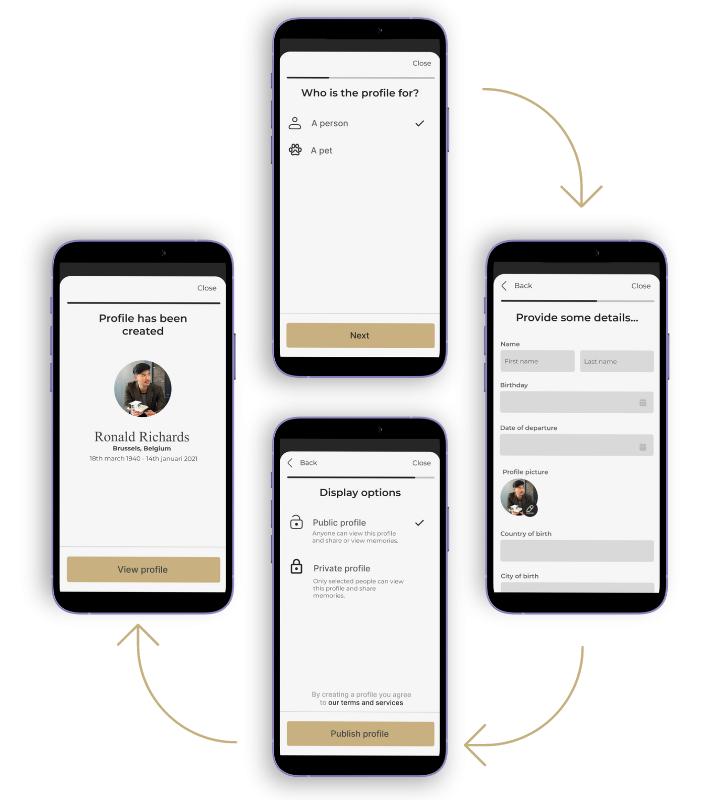 Close
Who is the profile for?
A person
A pet
Next
Back
Close
Provide some details...
Name
First name
Last name
Birthday
Date of departure
Profile picture
Country of birth
City of birth
Back
Close
Display options
Public profile
Anyone can view this profile
and share or view memories.
Private profile
Only selected people can view
this profile and share
memories.
By creating a profile you agree
to our terms and services
Publish profile
Close
Profile has been
created
Ronald Richards
Brussels, Belgium
18th march 1940 - 14th januari 2021
View profile